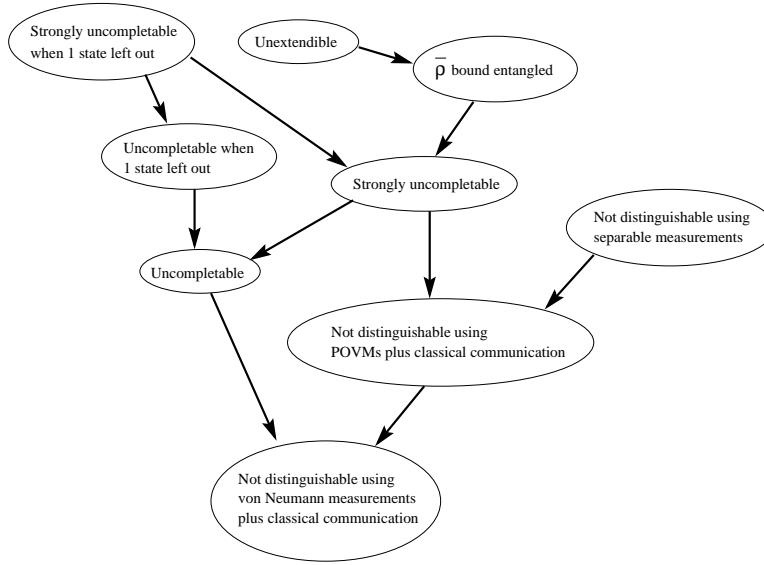 Strongly uncompletable
when 1 state left out
Unextendible
ρ̅ bound entangled
Uncompletable when
1 state left out
Strongly uncompletable
Not distinguishable using
separable measurements
Uncompletable
Not distinguishable using
POVMs plus classical communication
Not distinguishable using
von Neumann measurements
plus classical communication